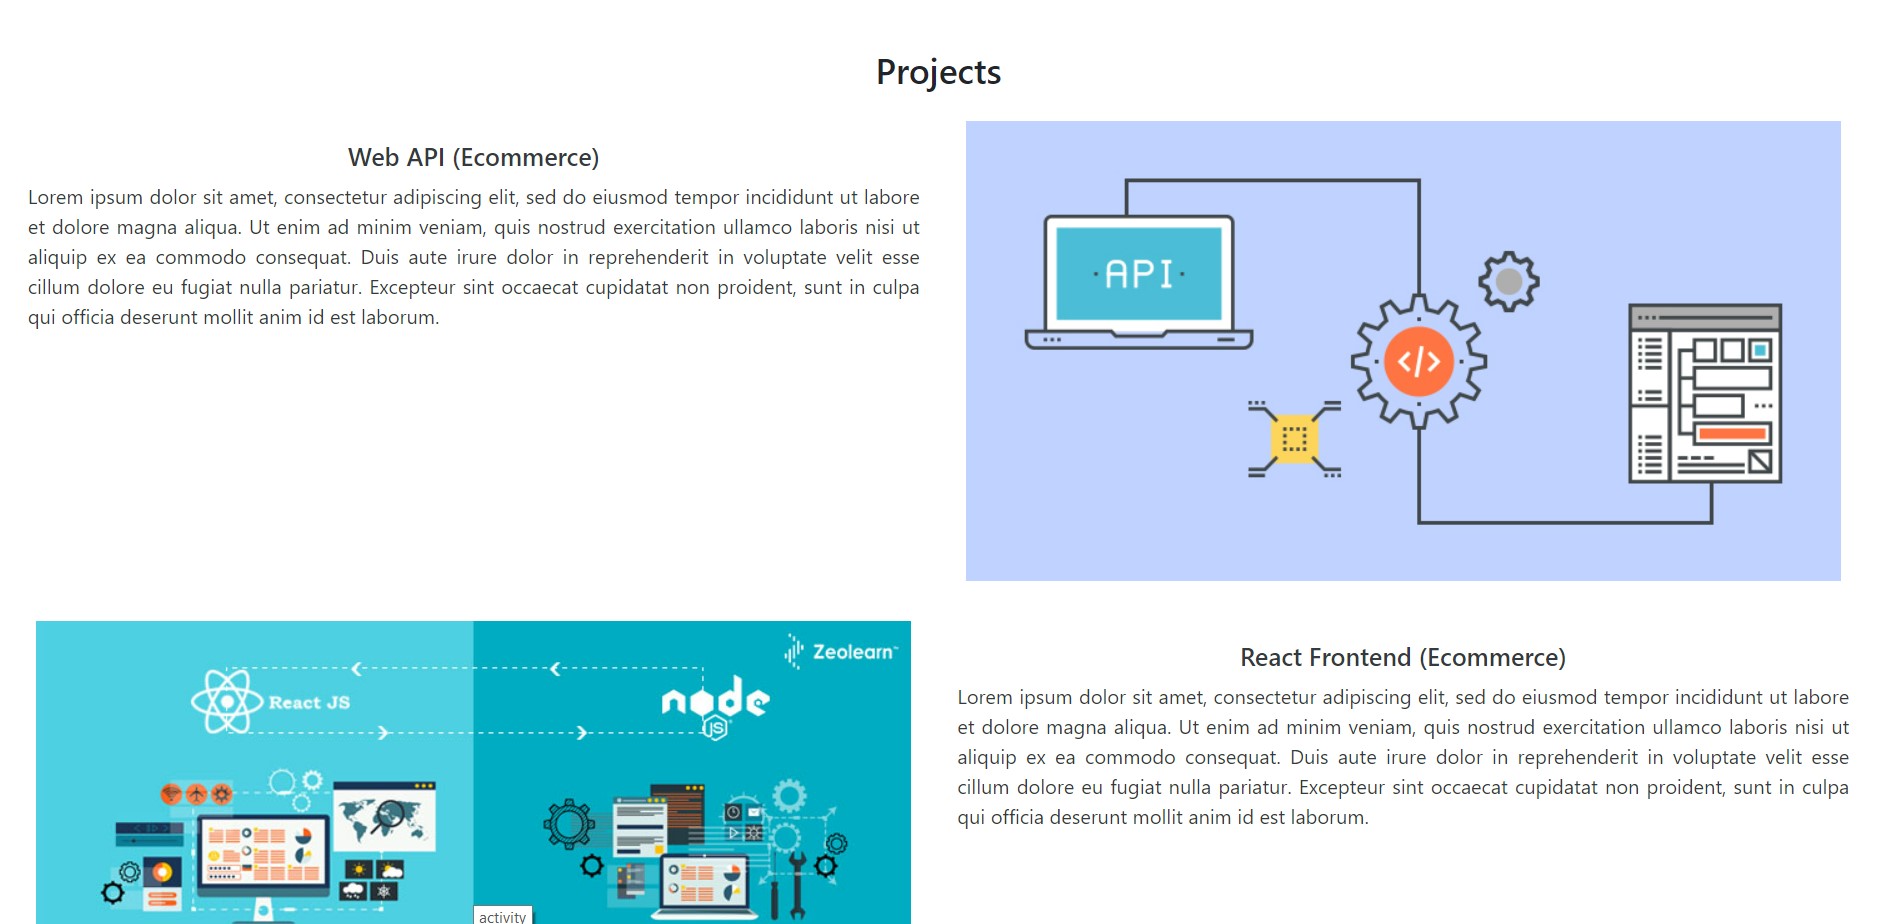 Projects
Web API (Ecommerce)
Lorem ipsum dolor sit amet, consectetur adipiscing elit, sed do eiusmod tempor incididunt ut labore
et dolore magna aliqua. Ut enim ad minim veniam, quis nostrud exercitation ullamco laboris nisi ut
aliquip ex ea commodo consequat. Duis aute irure dolor in reprehenderit in voluptate velit esse
cillum dolore eu fugiat nulla pariatur. Excepteur sint occaecat cupidatat non proident, sunt in culpa
qui officia deserunt mollit anim id est laborum.
·API·
</>
Zeolearn™
React JS
node
JS
activity
React Frontend (Ecommerce)
Lorem ipsum dolor sit amet, consectetur adipiscing elit, sed do eiusmod tempor incididunt ut labore
et dolore magna aliqua. Ut enim ad minim veniam, quis nostrud exercitation ullamco laboris nisi ut
aliquip ex ea commodo consequat. Duis aute irure dolor in reprehenderit in voluptate velit esse
cillum dolore eu fugiat nulla pariatur. Excepteur sint occaecat cupidatat non proident, sunt in culpa
qui officia deserunt mollit anim id est laborum.